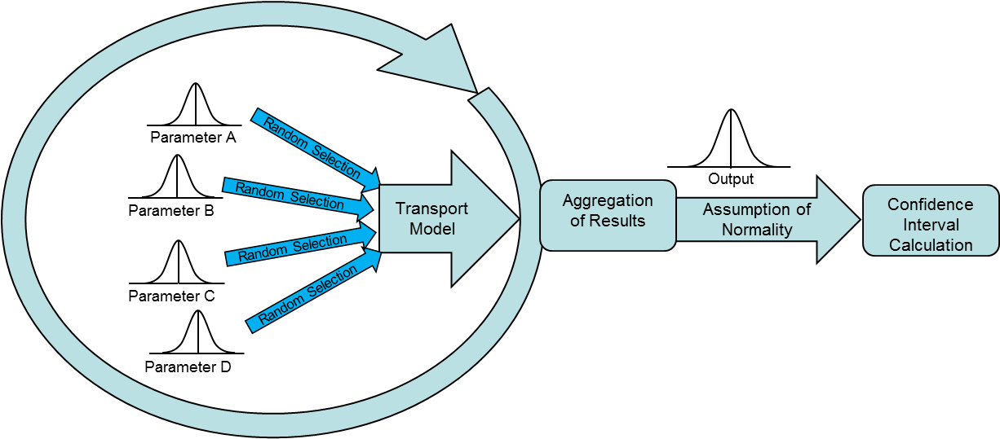 Parameter A
Random Selection
Parameter B
Random Selection
Parameter C
Random Selection
Parameter D
Random Selection
Transport
Model
Aggregation
of Results
Output
Assumption of
Normality
Confidence
Interval
Calculation